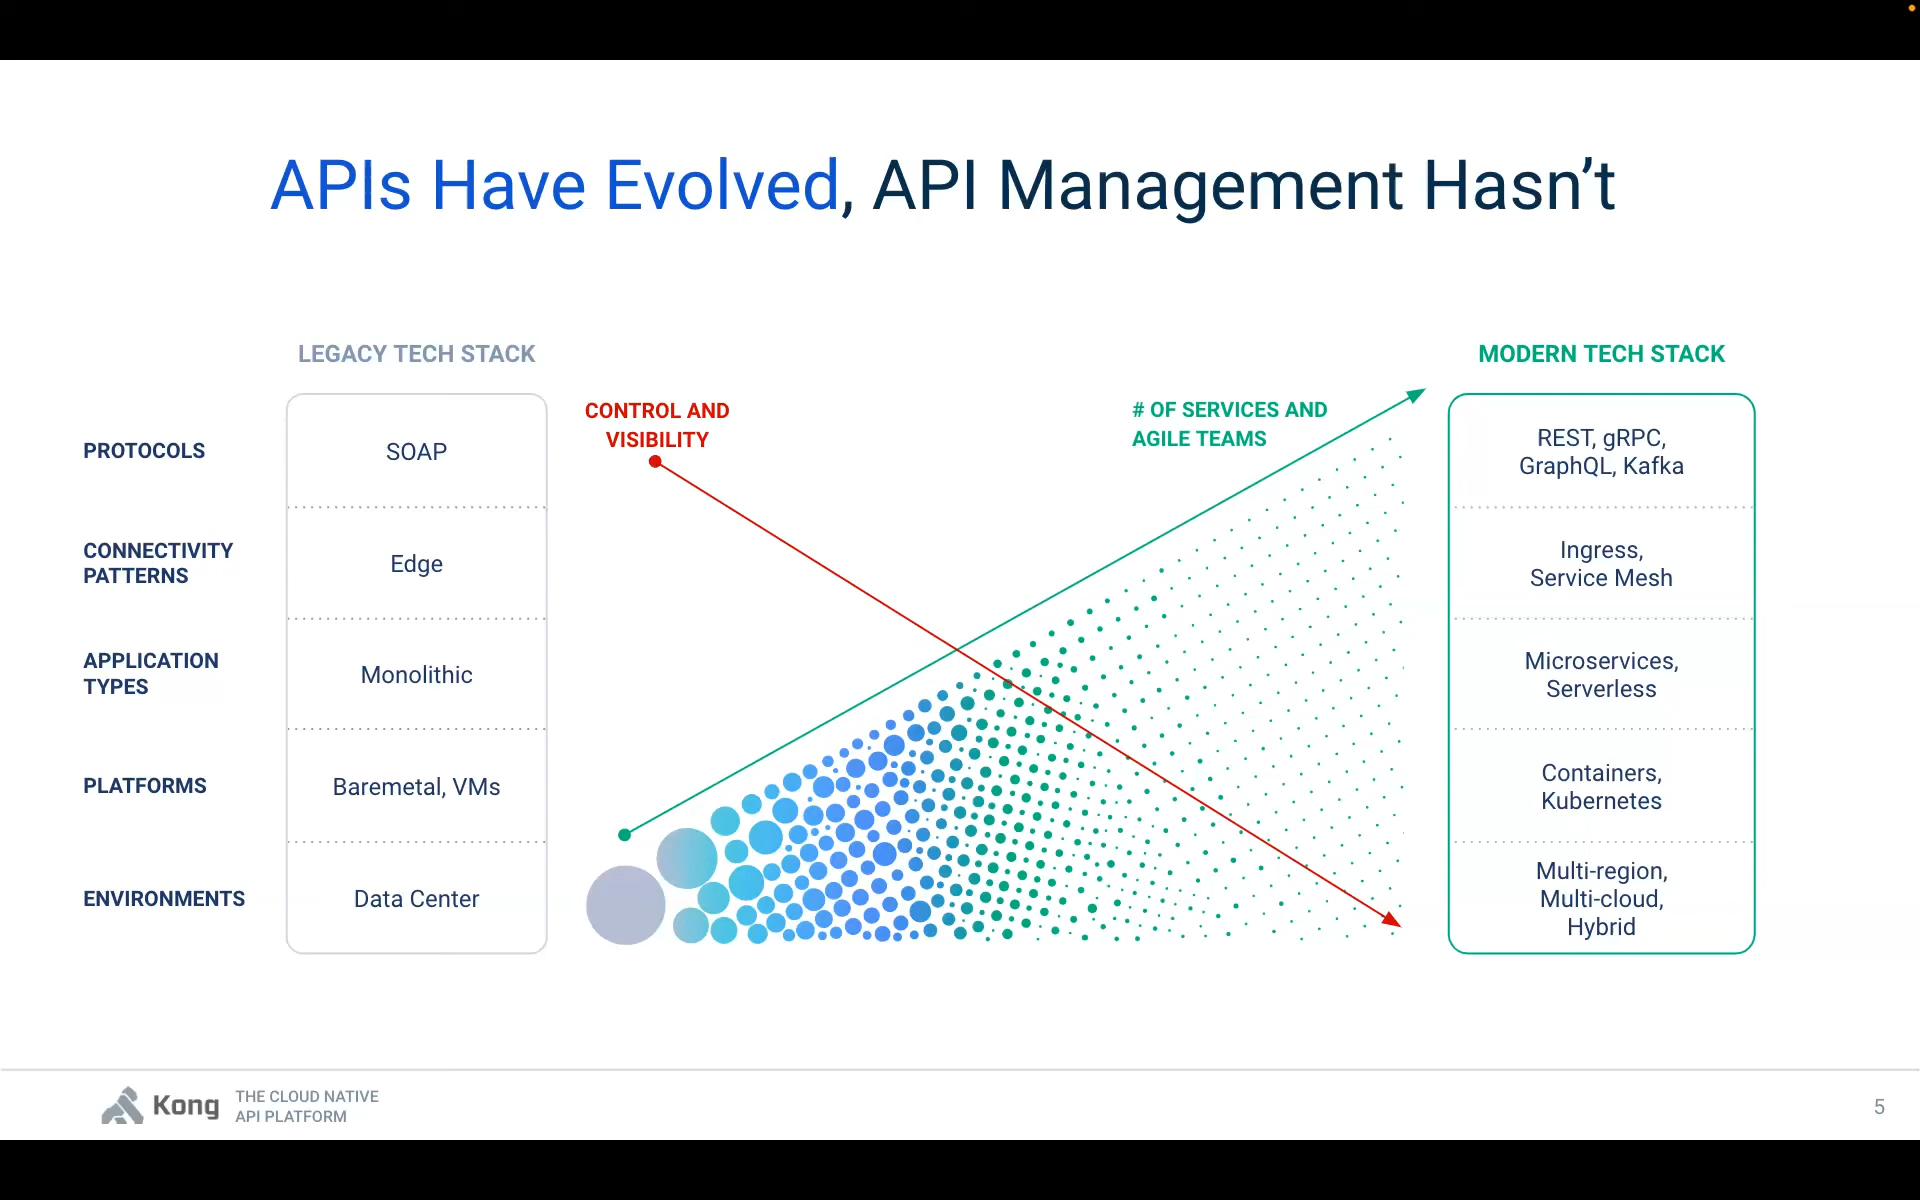 APIs Have Evolved, API Management Hasn’t
LEGACY TECH STACK
MODERN TECH STACK
CONTROL AND
VISIBILITY
# OF SERVICES AND
AGILE TEAMS
PROTOCOLS
SOAP
REST, gRPC,
GraphQL, Kafka
CONNECTIVITY
PATTERNS
Edge
Ingress,
Service Mesh
APPLICATION
TYPES
Monolithic
Microservices,
Serverless
PLATFORMS
Baremetal, VMs
Containers,
Kubernetes
ENVIRONMENTS
Data Center
Multi-region,
Multi-cloud,
Hybrid
Kong
THE CLOUD NATIVE
API PLATFORM
5